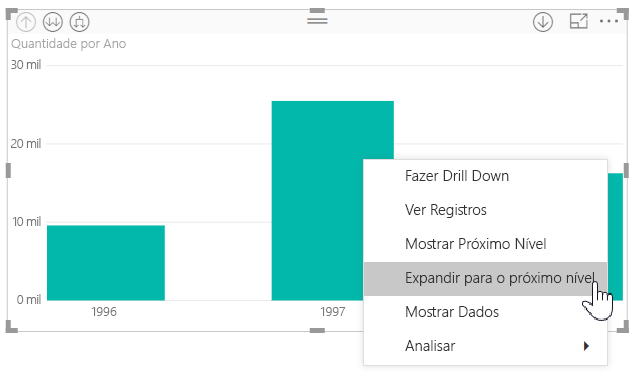 Quantidade por Ano
30 mil
20 mil
10 mil
0 mil
1996
1997
Fazer Drill Down
Ver Registros
Mostrar Próximo Nível
Expandir para o próximo nível
Mostrar Dados
Analisar